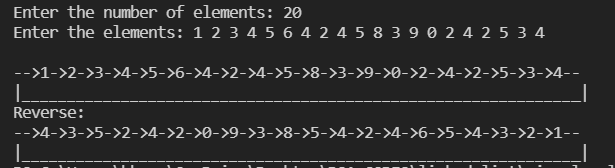 Enter the number of elements: 20
Enter the elements: 1 2 3 4 5 6 4 2 4 5 8 3 9 0 2 4 2 5 3 4
-->1->2->3->4->5->6->4->2->4->5->8->3->9->0->2->4->2->5->3->4--
|______________________________________________________________|
Reverse:
-->4->3->5->2->4->2->0->9->3->8->5->4->2->4->6->5->4->3->2->1--
|______________________________________________________________|